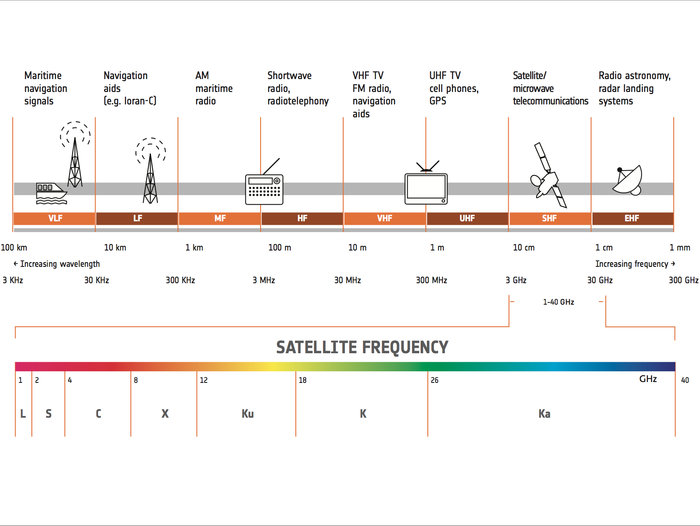 Maritime
navigation
signals
Navigation
aids
(e.g. loran-C)
AM
maritime
radio
Shortwave
radio,
radiotelephony
VHF TV
FM radio,
navigation
aids
UHF TV
cell phones,
GPS
Satellite/
microwave
telecommunications
Radio astronomy,
radar landing
systems
VLF LF MF HF VHF UHF SHF EHF
100 km 10 km 1 km 100 m 10 m 1 m 10 cm 1 cm 1 mm
← Increasing wavelength Increasing frequency →
3 KHz 30 KHz 300 KHz 3 MHz 30 MHz 300 MHz 3 GHz 30 GHz 300 GHz
1-40 GHz
SATELLITE FREQUENCY
1 2 4 8 12 18 26 GHz 40
L S C X Ku K Ka